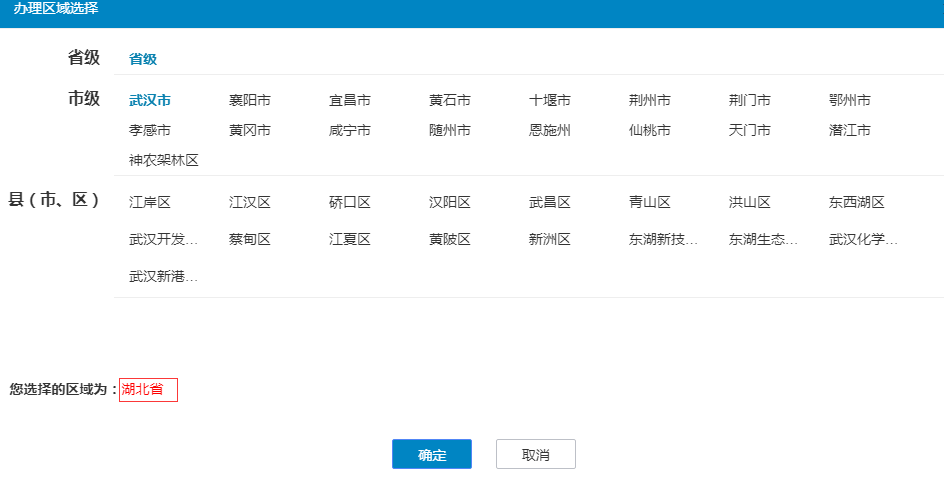 办理区域选择
省级 省级
市级 武汉市 襄阳市 宜昌市 黄石市 十堰市 荆州市 荆门市 鄂州市
孝感市 黄冈市 咸宁市 随州市 恩施州 仙桃市 天门市 潜江市
神农架林区
县（市、区） 江岸区 江汉区 硚口区 汉阳区 武昌区 青山区 洪山区 东西湖区
武汉开发... 蔡甸区 江夏区 黄陂区 新洲区 东湖新技... 东湖生态... 武汉化学...
武汉新港...
您选择的区域为：湖北省
确定 取消